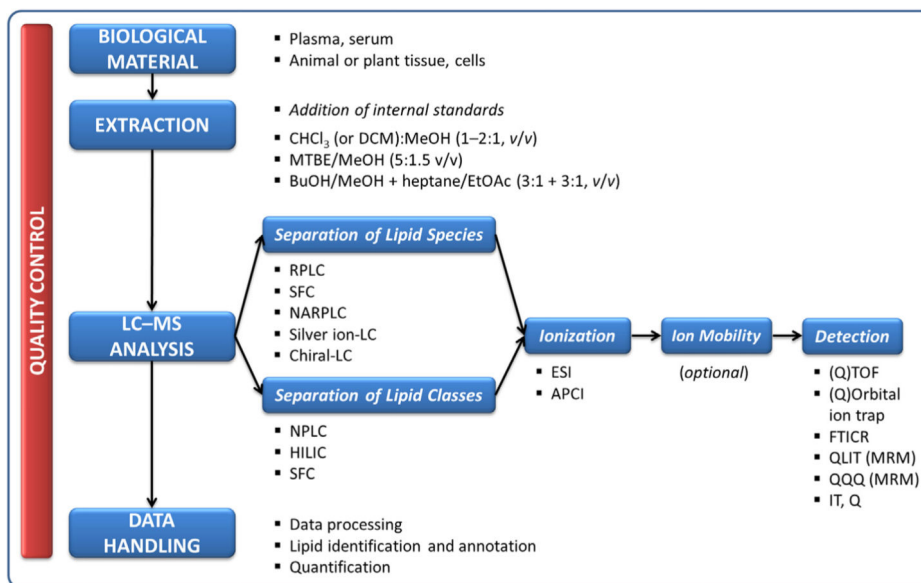 QUALITY CONTROL
BIOLOGICAL
MATERIAL
▪ Plasma, serum
▪ Animal or plant tissue, cells
EXTRACTION
▪ Addition of internal standards
▪ CHCl₃ (or DCM):MeOH (1–2:1, v/v)
▪ MTBE/MeOH (5:1.5 v/v)
▪ BuOH/MeOH + heptane/EtOAc (3:1 + 3:1, v/v)
LC–MS
ANALYSIS
Separation of Lipid Species
▪ RPLC
▪ SFC
▪ NARPLC
▪ Silver ion-LC
▪ Chiral-LC
Separation of Lipid Classes
▪ NPLC
▪ HILIC
▪ SFC
Ionization
▪ ESI
▪ APCI
Ion Mobility
(optional)
Detection
▪ (Q)TOF
▪ (Q)Orbital
ion trap
▪ FTICR
▪ QLIT (MRM)
▪ QQQ (MRM)
▪ IT, Q
DATA
HANDLING
▪ Data processing
▪ Lipid identification and annotation
▪ Quantification